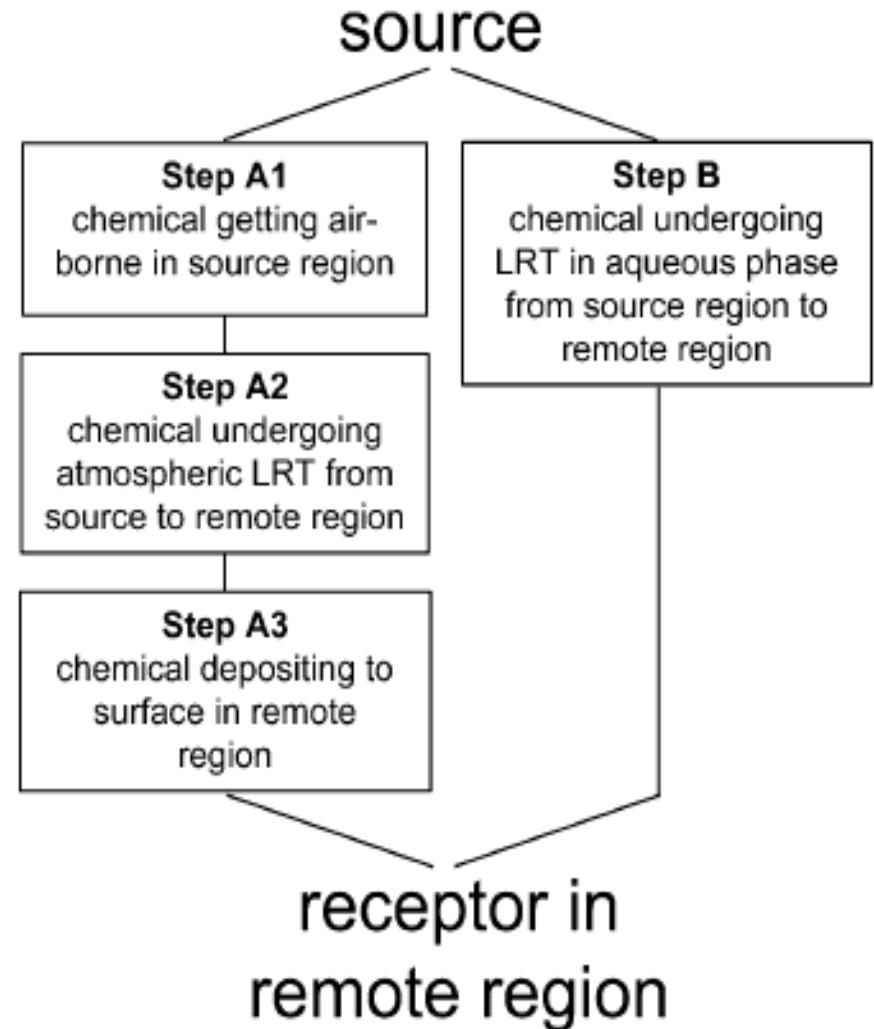 source
Step A1
chemical getting air-
borne in source region
Step A2
chemical undergoing
atmospheric LRT from
source to remote region
Step A3
chemical depositing to
surface in remote
region
Step B
chemical undergoing
LRT in aqueous phase
from source region to
remote region
receptor in
remote region